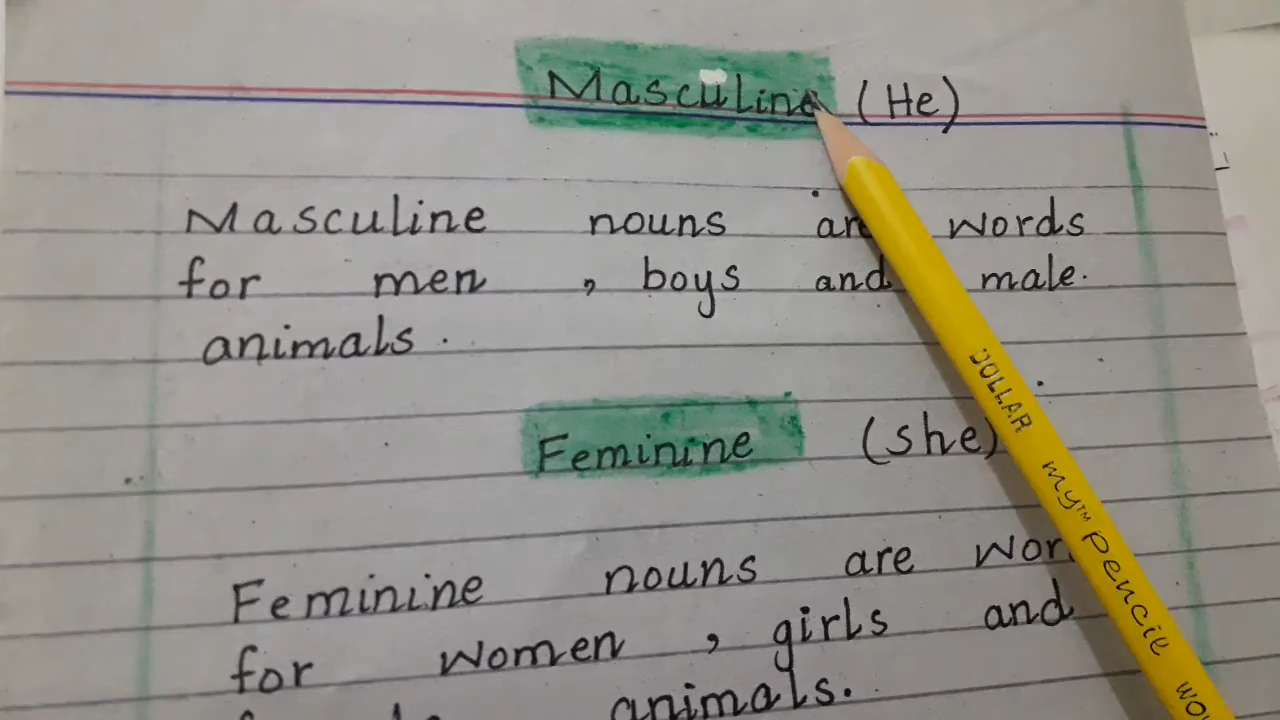 Masculine (He)
Masculine nouns are words
for men , boys and male.
animals .
Feminine (she)
Feminine nouns are
for women , girls and
animals.
DOLLAR my™ Pencil